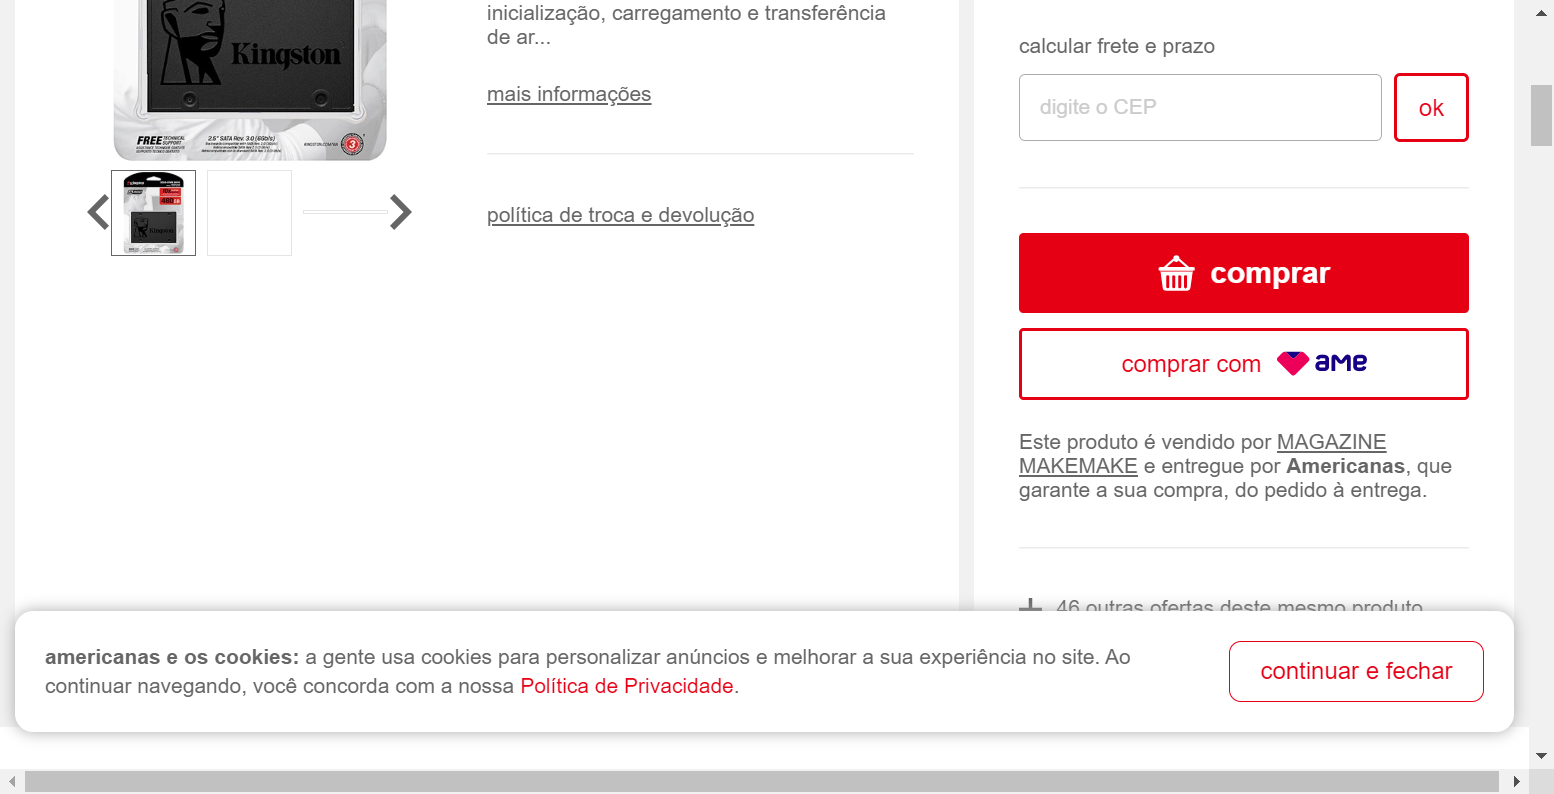 inicialização, carregamento e transferência
de ar...
mais informações
política de troca e devolução
Kingston
FREE TECHNICAL
SUPPORT
2.5" SATA Rev. 3.0 (6Gb/s)
3
480GB
Kingston
calcular frete e prazo
digite o CEP
ok
comprar
comprar com ame
Este produto é vendido por MAGAZINE
MAKEMAKE e entregue por Americanas, que
garante a sua compra, do pedido à entrega.
46 outras ofertas deste mesmo produto
americanas e os cookies: a gente usa cookies para personalizar anúncios e melhorar a sua experiência no site. Ao
continuar navegando, você concorda com a nossa Política de Privacidade.
continuar e fechar